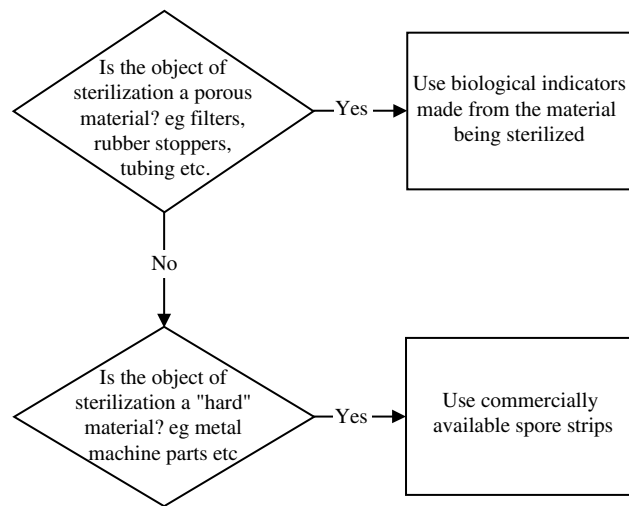 Is the object of
sterilization a porous
material? eg filters,
rubber stoppers,
tubing etc.
Yes
Use biological indicators
made from the material
being sterilized
No
Is the object of
sterilization a "hard"
material? eg metal
machine parts etc
Yes
Use commercially
available spore strips